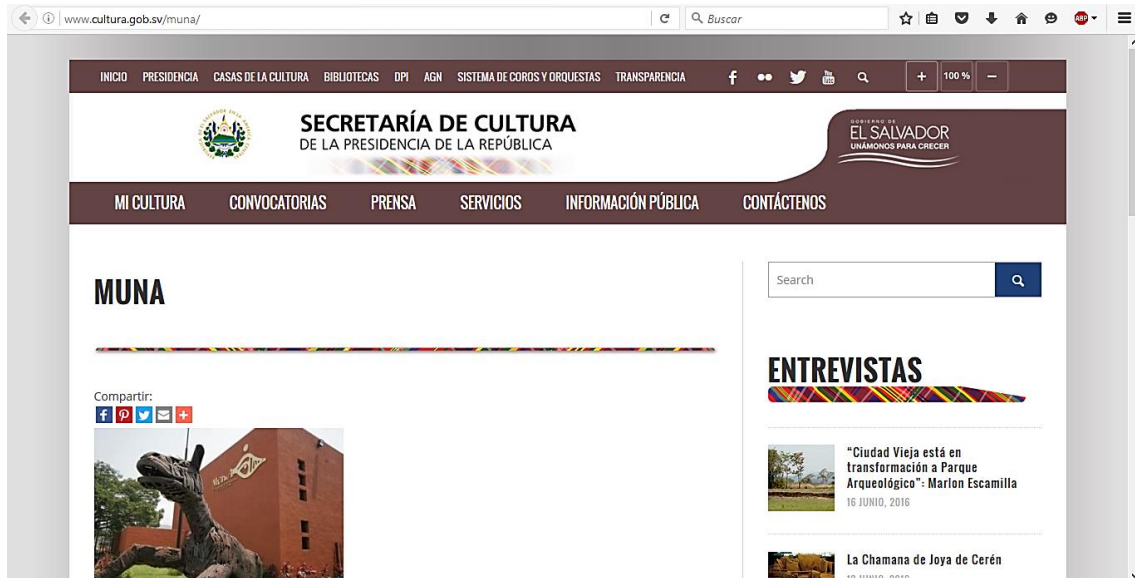 www.cultura.gob.sv/muna/
Buscar
ABP
INICIO PRESIDENCIA CASAS DE LA CULTURA BIBLIOTECAS DPI AGN SISTEMA DE COROS Y ORQUESTAS TRANSPARENCIA + 100 % –
SECRETARÍA DE CULTURA
DE LA PRESIDENCIA DE LA REPÚBLICA
GOBIERNO DE
EL SALVADOR
UNÁMONOS PARA CRECER
MI CULTURA CONVOCATORIAS PRENSA SERVICIOS INFORMACIÓN PÚBLICA CONTÁCTENOS
MUNA
Compartir:
Search
ENTREVISTAS
“Ciudad Vieja está en
transformación a Parque
Arqueológico”: Marlon Escamilla
16 JUNIO, 2016
La Chamana de Joya de Cerén